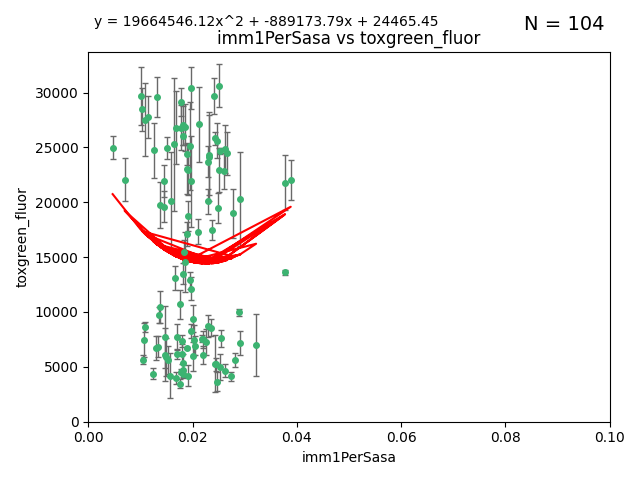 y = 19664546.12x^2 + -889173.79x + 24465.45
N = 104
imm1PerSasa vs toxgreen_fluor
toxgreen_fluor
30000
25000
20000
15000
10000
5000
0
0.00 0.02 0.04 0.06 0.08 0.10
imm1PerSasa